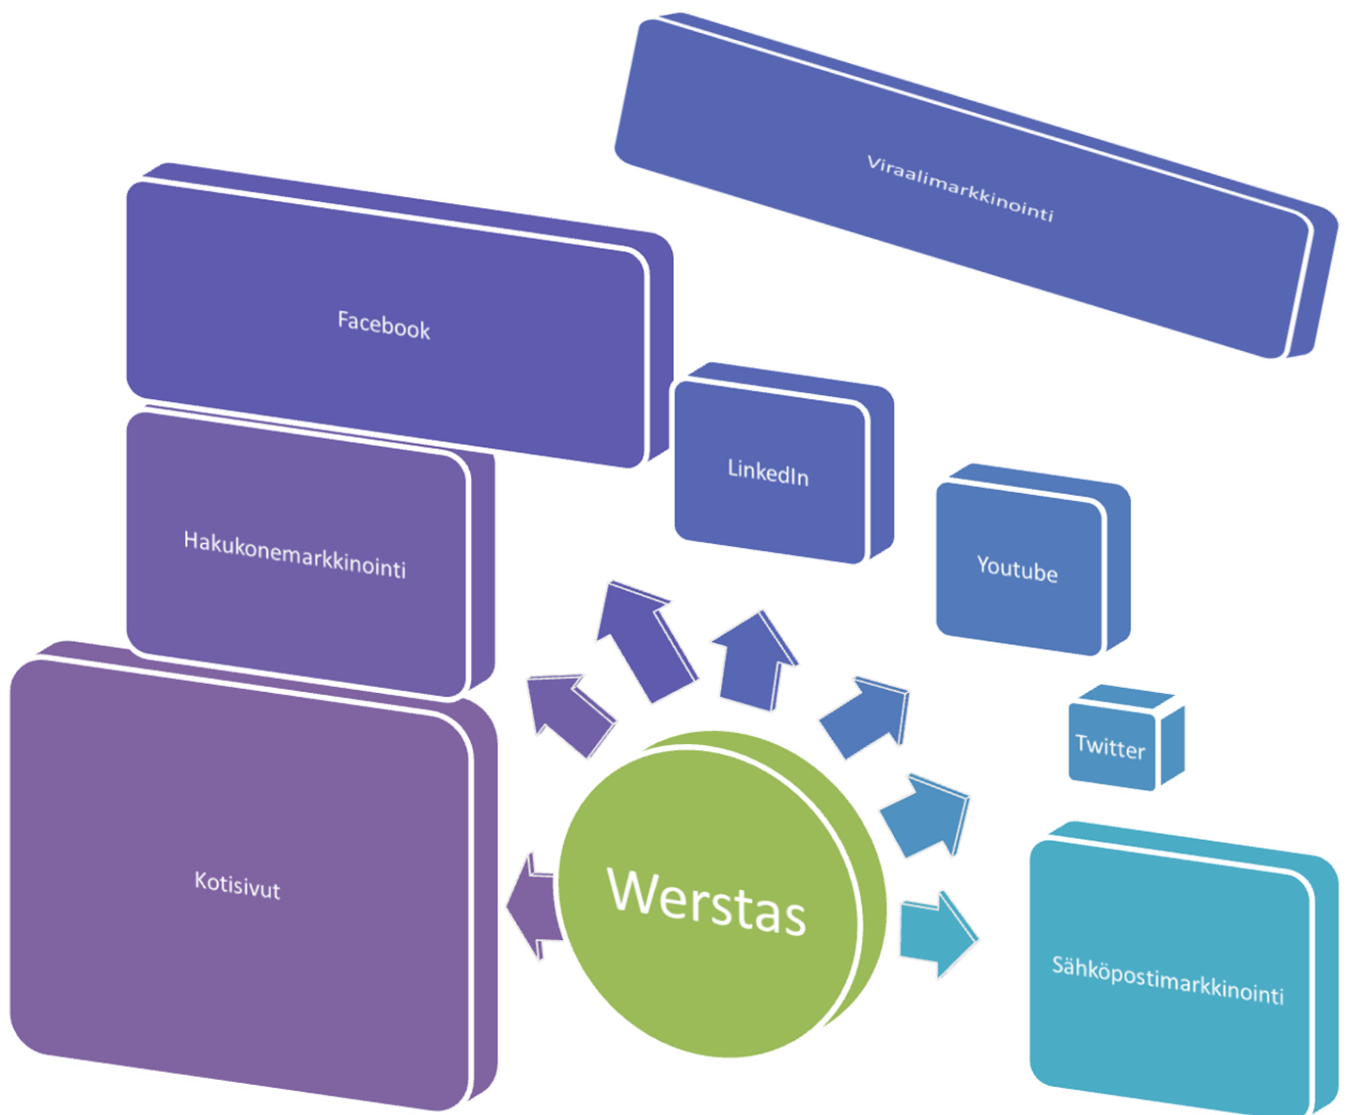 Viraalimarkkinointi
Facebook
LinkedIn
Hakukonemarkkinointi
Youtube
Twitter
Kotisivut
Werstas
Sähköpostimarkkinointi